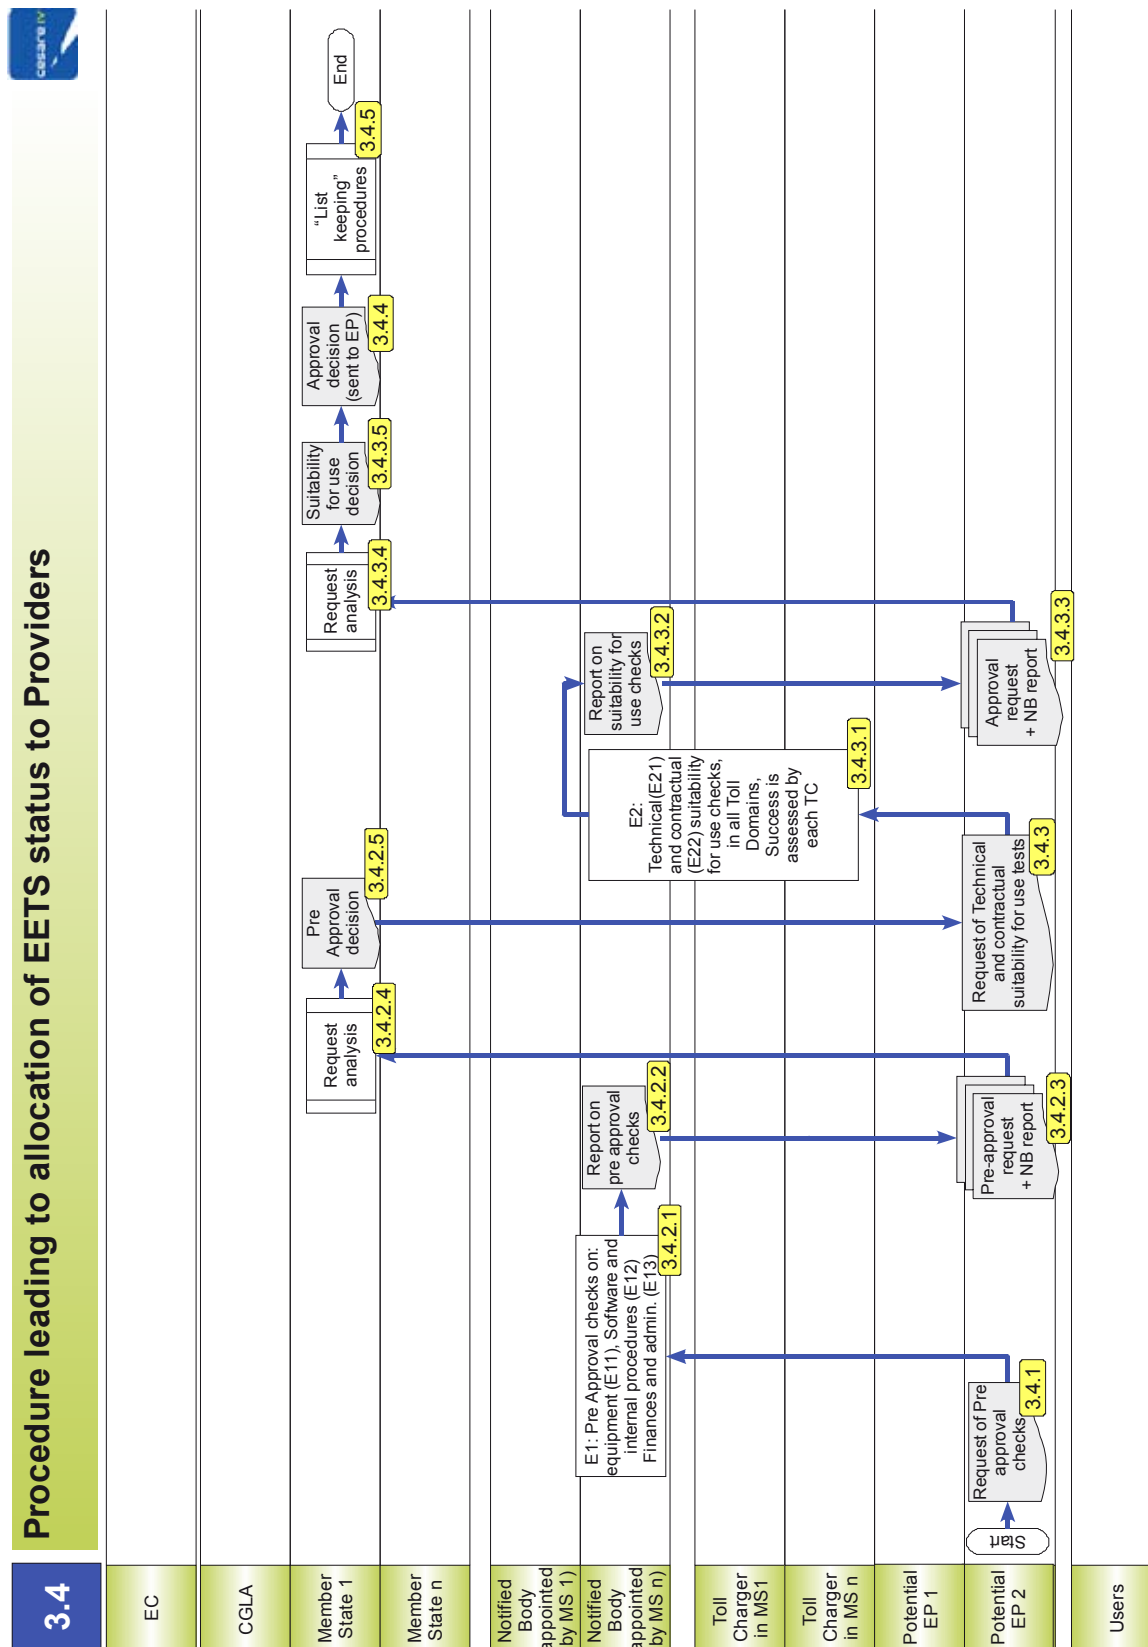 3.4
Procedure leading to allocation of EETS status to Providers
cesare IV
EC
CGLA
Member
State 1
Member
State n
Notified
Body
appointed
by MS 1)
Notified
Body
appointed
by MS n)
Toll
Charger
in MS1
Toll
Charger
in MS n
Potential
EP 1
Potential
EP 2
Users
Start
Request of Pre
approval
checks
3.4.1
E1: Pre Approval checks on:
equipment (E11), Software and
internal procedures (E12)
Finances and admin. (E13)
3.4.2.1
Report on
pre approval
checks
3.4.2.2
Pre-approval
request
+ NB report
3.4.2.3
Request
analysis
3.4.2.4
Pre
Approval
decision
3.4.2.5
Request of Technical
and contractual
suitability for use tests
3.4.3
E2:
Technical(E21)
and contractual
(E22) suitability
for use checks,
in all Toll
Domains,
Success is
assessed by
each TC
3.4.3.1
Report on
suitability for
use checks
3.4.3.2
Approval
request
+ NB report
3.4.3.3
Request
analysis
3.4.3.4
Suitability
for use
decision
3.4.3.5
Approval
decision
(sent to EP)
3.4.4
“List
keeping”
procedures
3.4.5
End